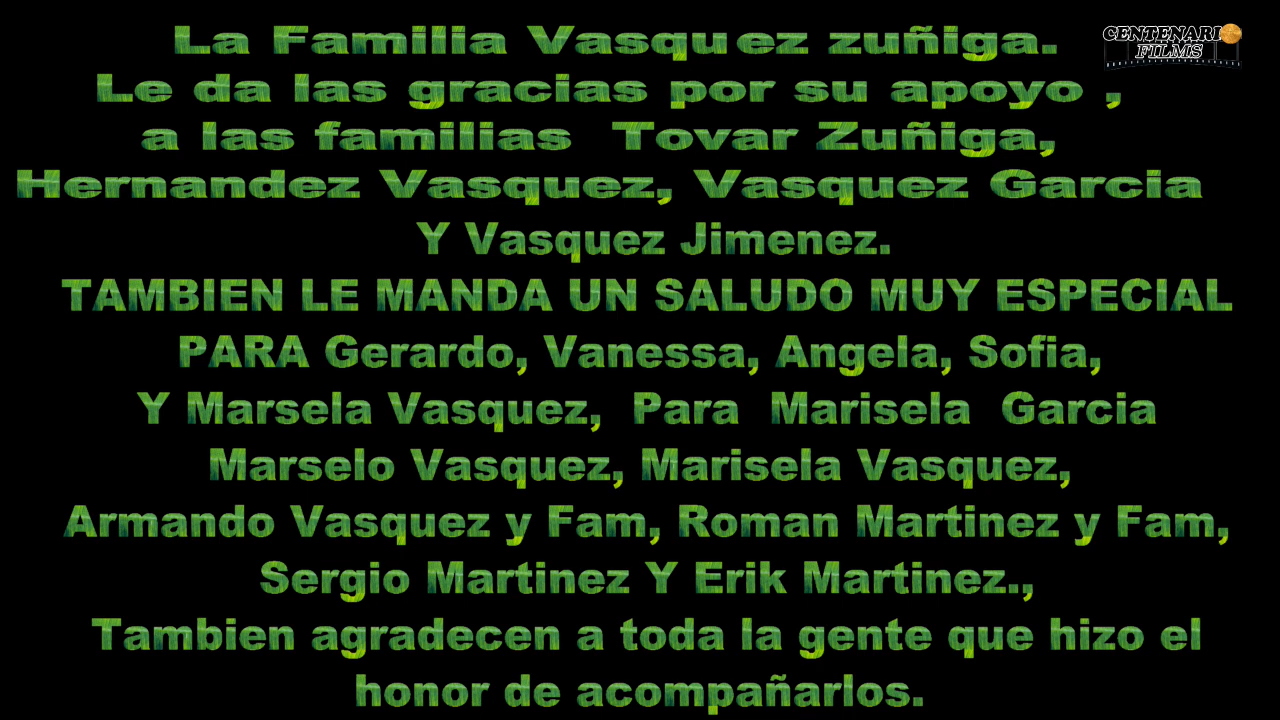 La Familia Vasquez zuñiga.
CENTENARIO
FILMS
Le da las gracias por su apoyo ,
a las familias Tovar Zuñiga,
Hernandez Vasquez, Vasquez Garcia
Y Vasquez Jimenez.
TAMBIEN LE MANDA UN SALUDO MUY ESPECIAL
PARA Gerardo, Vanessa, Angela, Sofia,
Y Marsela Vasquez, Para Marisela Garcia
Marselo Vasquez, Marisela Vasquez,
Armando Vasquez y Fam, Roman Martinez y Fam,
Sergio Martinez Y Erik Martinez.,
Tambien agradecen a toda la gente que hizo el
honor de acompañarlos.